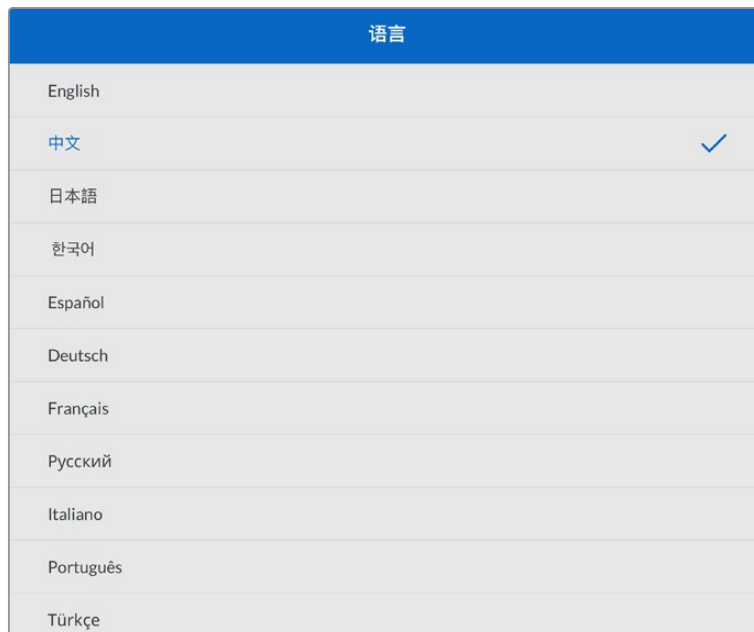 语言
English
中文
日本語
한국어
Español
Deutsch
Français
Русский
Italiano
Português
Türkçe